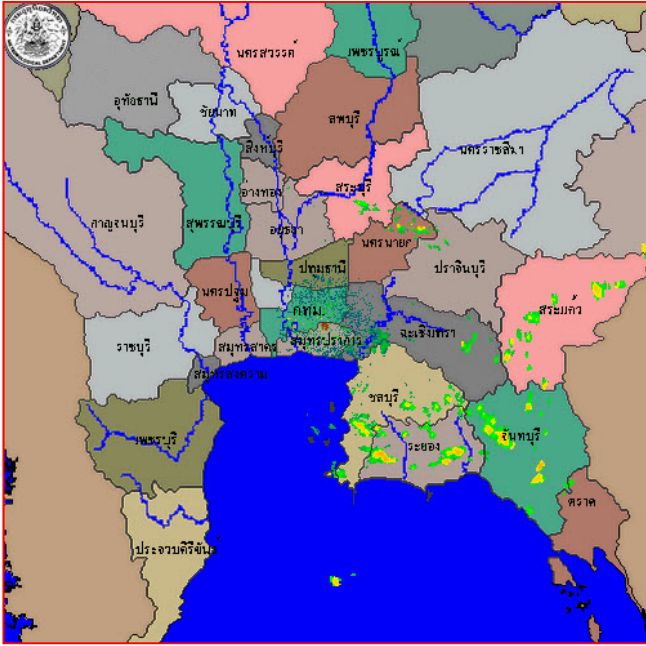 นครสวรรค์
เพชรบูรณ์
อุทัยธานี
ชัยนาท
ลพบุรี
สิงห์บุรี
นครราชสีมา
อ่างทอง
สระบุรี
กาญจนบุรี
สุพรรณบุรี
อยุธยา
นครนายก
ปทุมธานี
ปราจีนบุรี
นครปฐม
กทม.
สระแก้ว
ราชบุรี
สมุทรสาคร
สมุทรปราการ
ฉะเชิงเทรา
สมุทรสงคราม
ชลบุรี
เพชรบุรี
ระยอง
จันทบุรี
ตราด
ประจวบคิรีขันธ์